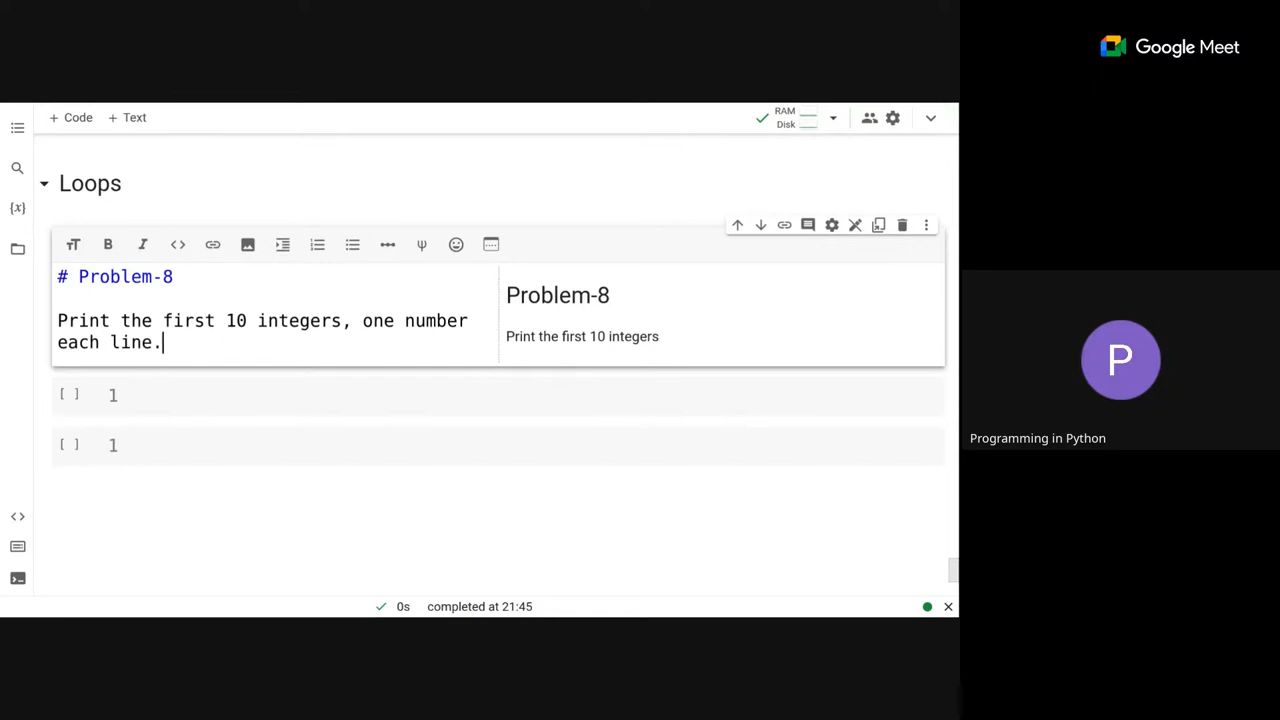 Google Meet
+ Code + Text
RAM
Disk
Loops
# Problem-8
Print the first 10 integers, one number
each line.
Problem-8
Print the first 10 integers
[ ] 1
[ ] 1
0s completed at 21:45
P
Programming in Python